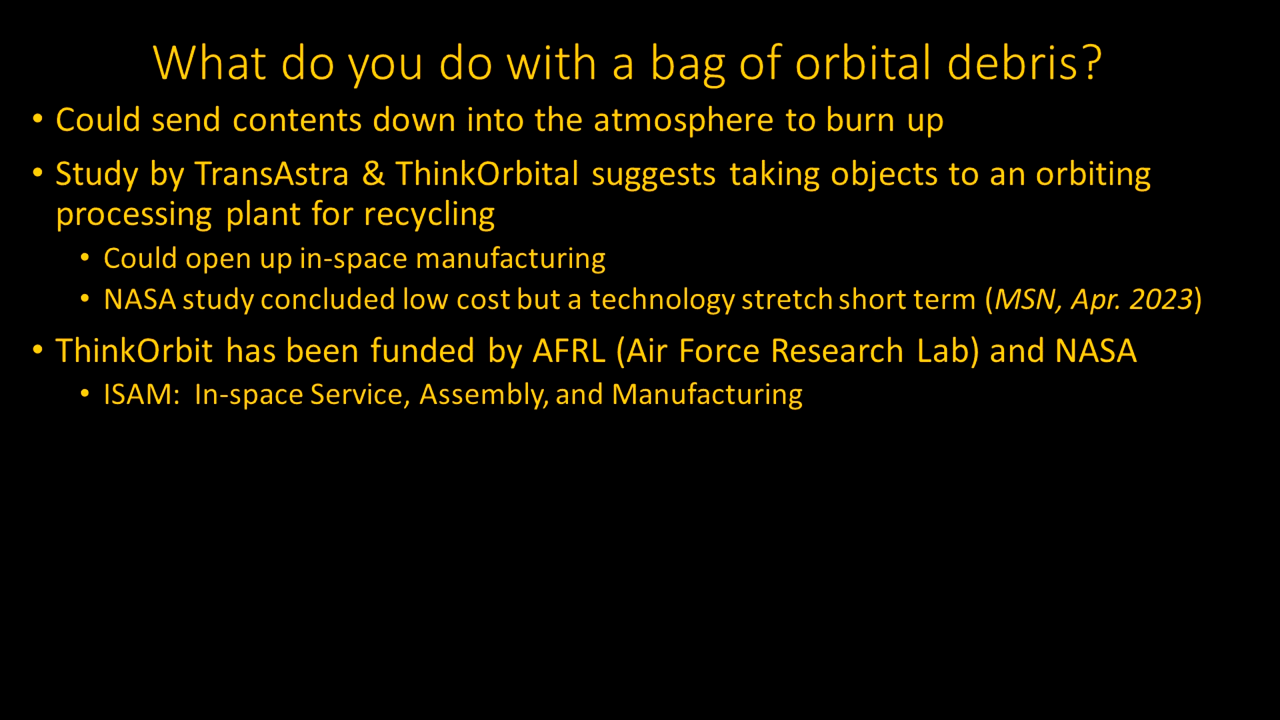 What do you do with a bag of orbital debris?
• Could send contents down into the atmosphere to burn up
• Study by TransAstra & ThinkOrbital suggests taking objects to an orbiting
processing plant for recycling
• Could open up in-space manufacturing
• NASA study concluded low cost but a technology stretch short term (MSN, Apr. 2023)
• ThinkOrbit has been funded by AFRL (Air Force Research Lab) and NASA
• ISAM:  In-space Service, Assembly, and Manufacturing